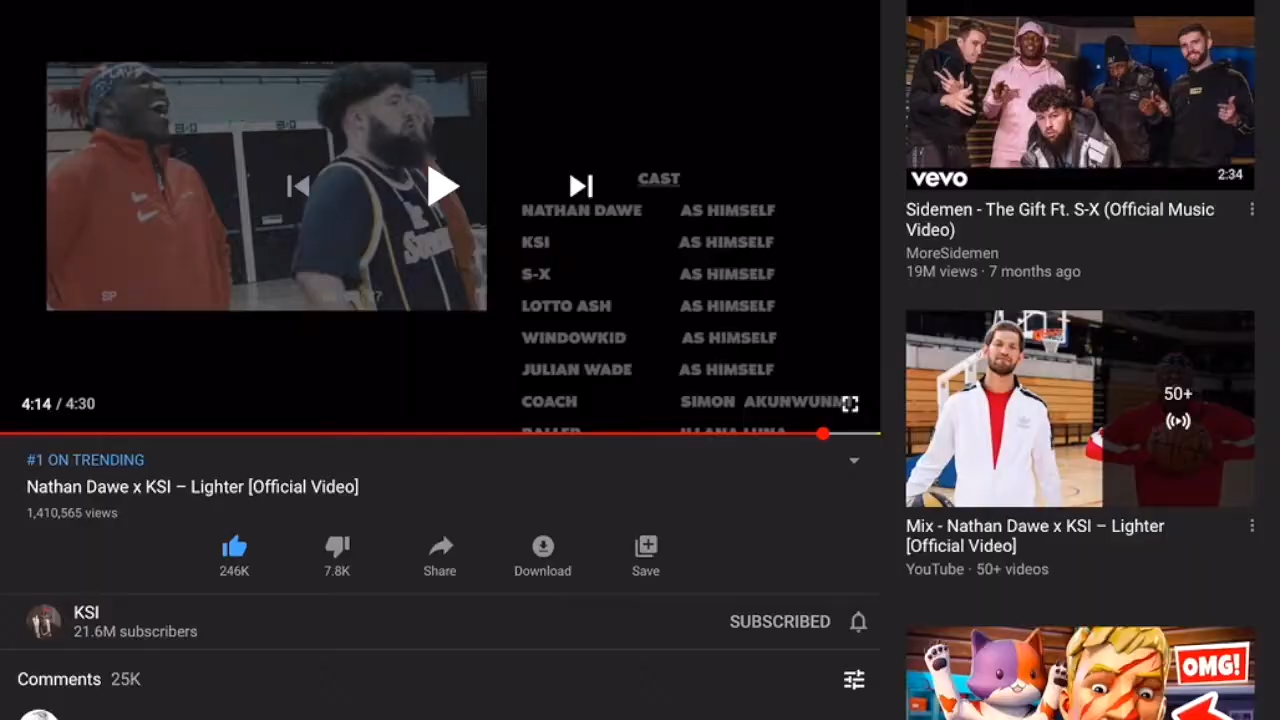 CAST
NATHAN DAWE AS HIMSELF
KSI AS HIMSELF
S-X AS HIMSELF
LOTTO ASH AS HIMSELF
WINDOWKID AS HIMSELF
JULIAN WADE AS HIMSELF
COACH SIMON AKUNWUNMI
BALLER ILLANA LUNA
4:14 / 4:30
#1 ON TRENDING
Nathan Dawe x KSI – Lighter [Official Video]
1,410,565 views
246K 7.8K Share Download Save
KSI
21.6M subscribers
SUBSCRIBED
Comments 25K
vevo
2:34
Sidemen - The Gift Ft. S-X (Official Music
Video)
MoreSidemen
19M views · 7 months ago
50+
Mix - Nathan Dawe x KSI – Lighter
[Official Video]
YouTube · 50+ videos
OMG!